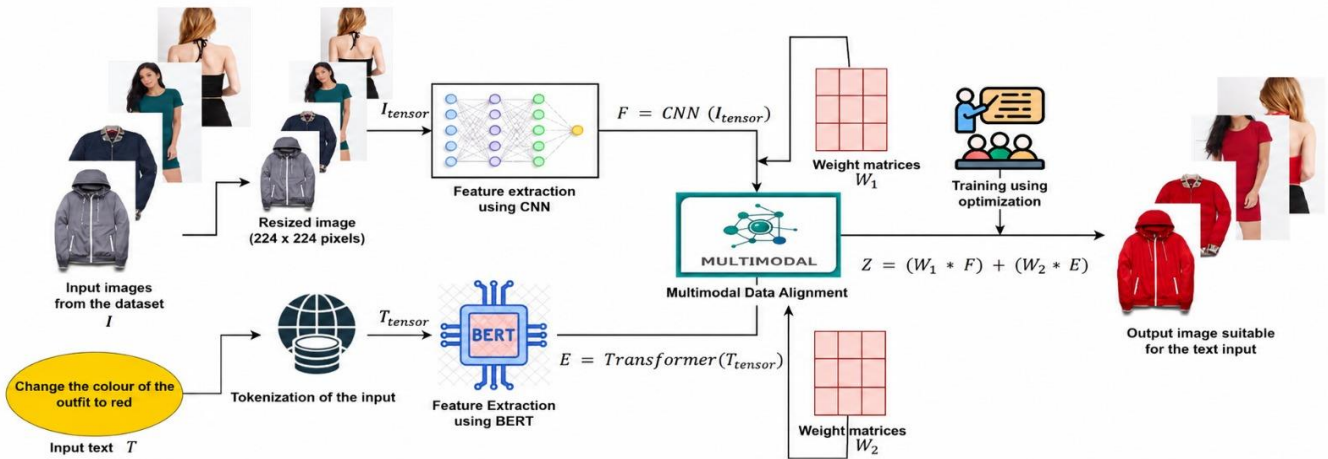 Input images
from the dataset
I
Resized image
(224 x 224 pixels)
I_tensor
Feature extraction
using CNN
F = CNN (I_tensor)
Weight matrices
W_1
Training using
optimization
MULTIMODAL
Multimodal Data Alignment
Z = (W_1 * F) + (W_2 * E)
Output image suitable
for the text input
Change the colour of the
outfit to red
Input text T
Tokenization of the input
T_tensor
BERT
Feature Extraction
using BERT
E = Transformer(T_tensor)
Weight matrices
W_2